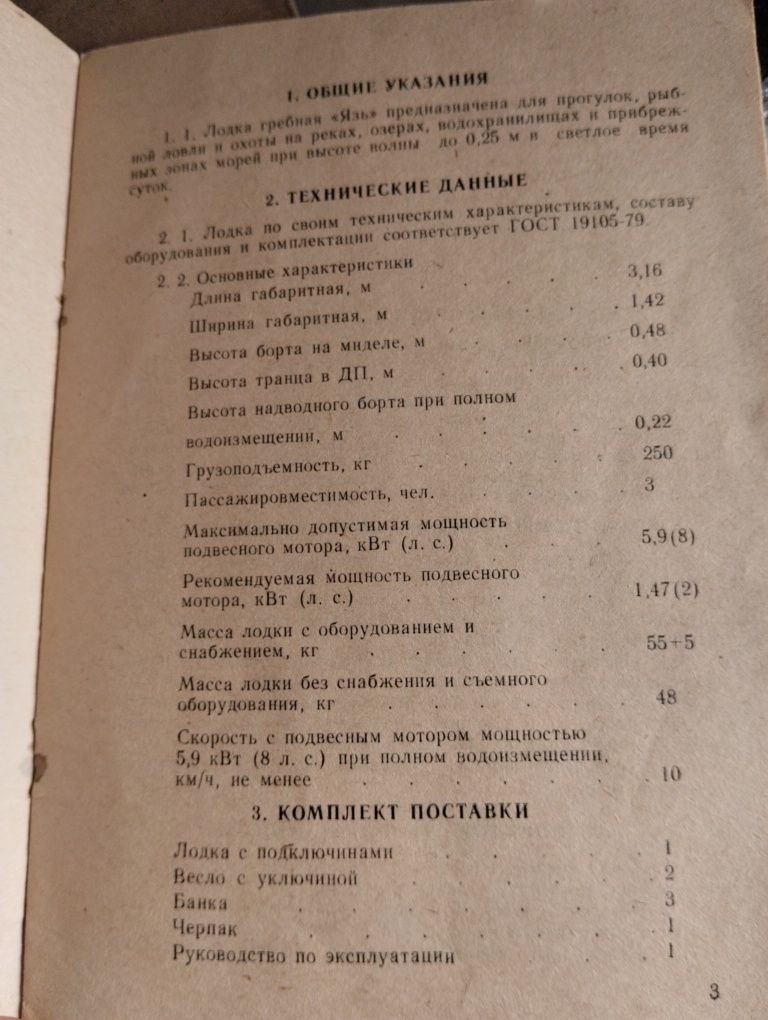 1. ОБЩИЕ УКАЗАНИЯ
1. 1. Лодка гребная «Язь» предназначена для прогулок, рыб-
ной ловли и охоты на реках, озерах, водохранилищах и прибреж-
ных зонах морей при высоте волны до 0,25 м в светлое время
суток.
2. ТЕХНИЧЕСКИЕ ДАННЫЕ
2. 1. Лодка по своим техническим характеристикам, составу
оборудования и комплектации соответствует ГОСТ 19105-79.
2. 2. Основные характеристики
Длина габаритная, м . . . . 3,16
Ширина габаритная, м . . . . 1,42
Высота борта на миделе, м . . . . 0,48
Высота транца в ДП, м . . . . 0,40
Высота надводного борта при полном
водоизмещении, м . . . . . 0,22
Грузоподъемность, кг . . . . 250
Пассажировместимость, чел. . . . . 3
Максимально допустимая мощность
подвесного мотора, кВт (л. с.) . . . 5,9(8)
Рекомендуемая мощность подвесного
мотора, кВт (л. с.) . . . . . 1,47(2)
Масса лодки с оборудованием и
снабжением, кг . . . . . . 55+5
Масса лодки без снабжения и съемного
оборудования, кг . . . . . 48
Скорость с подвесным мотором мощностью
5,9 кВт (8 л. с.) при полном водоизмещении,
км/ч, не менее . . . . . . 10
3. КОМПЛЕКТ ПОСТАВКИ
Лодка с подключинами . . . . 1
Весло с уключиной . . . . . 2
Банка . . . . . . . 3
Черпак . . . . . . . 1
Руководство по эксплуатации . . . 1
3